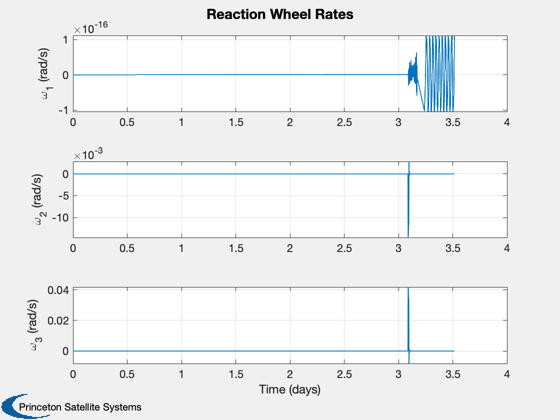 Reaction Wheel Rates
×10⁻¹⁶
1
0
-1
ω₁ (rad/s)
0 0.5 1 1.5 2 2.5 3 3.5 4
×10⁻³
0
-5
-10
ω₂ (rad/s)
0 0.5 1 1.5 2 2.5 3 3.5 4
0.04
0.02
0
ω₃ (rad/s)
0 0.5 1 1.5 2 2.5 3 3.5 4
Time (days)
Princeton Satellite Systems